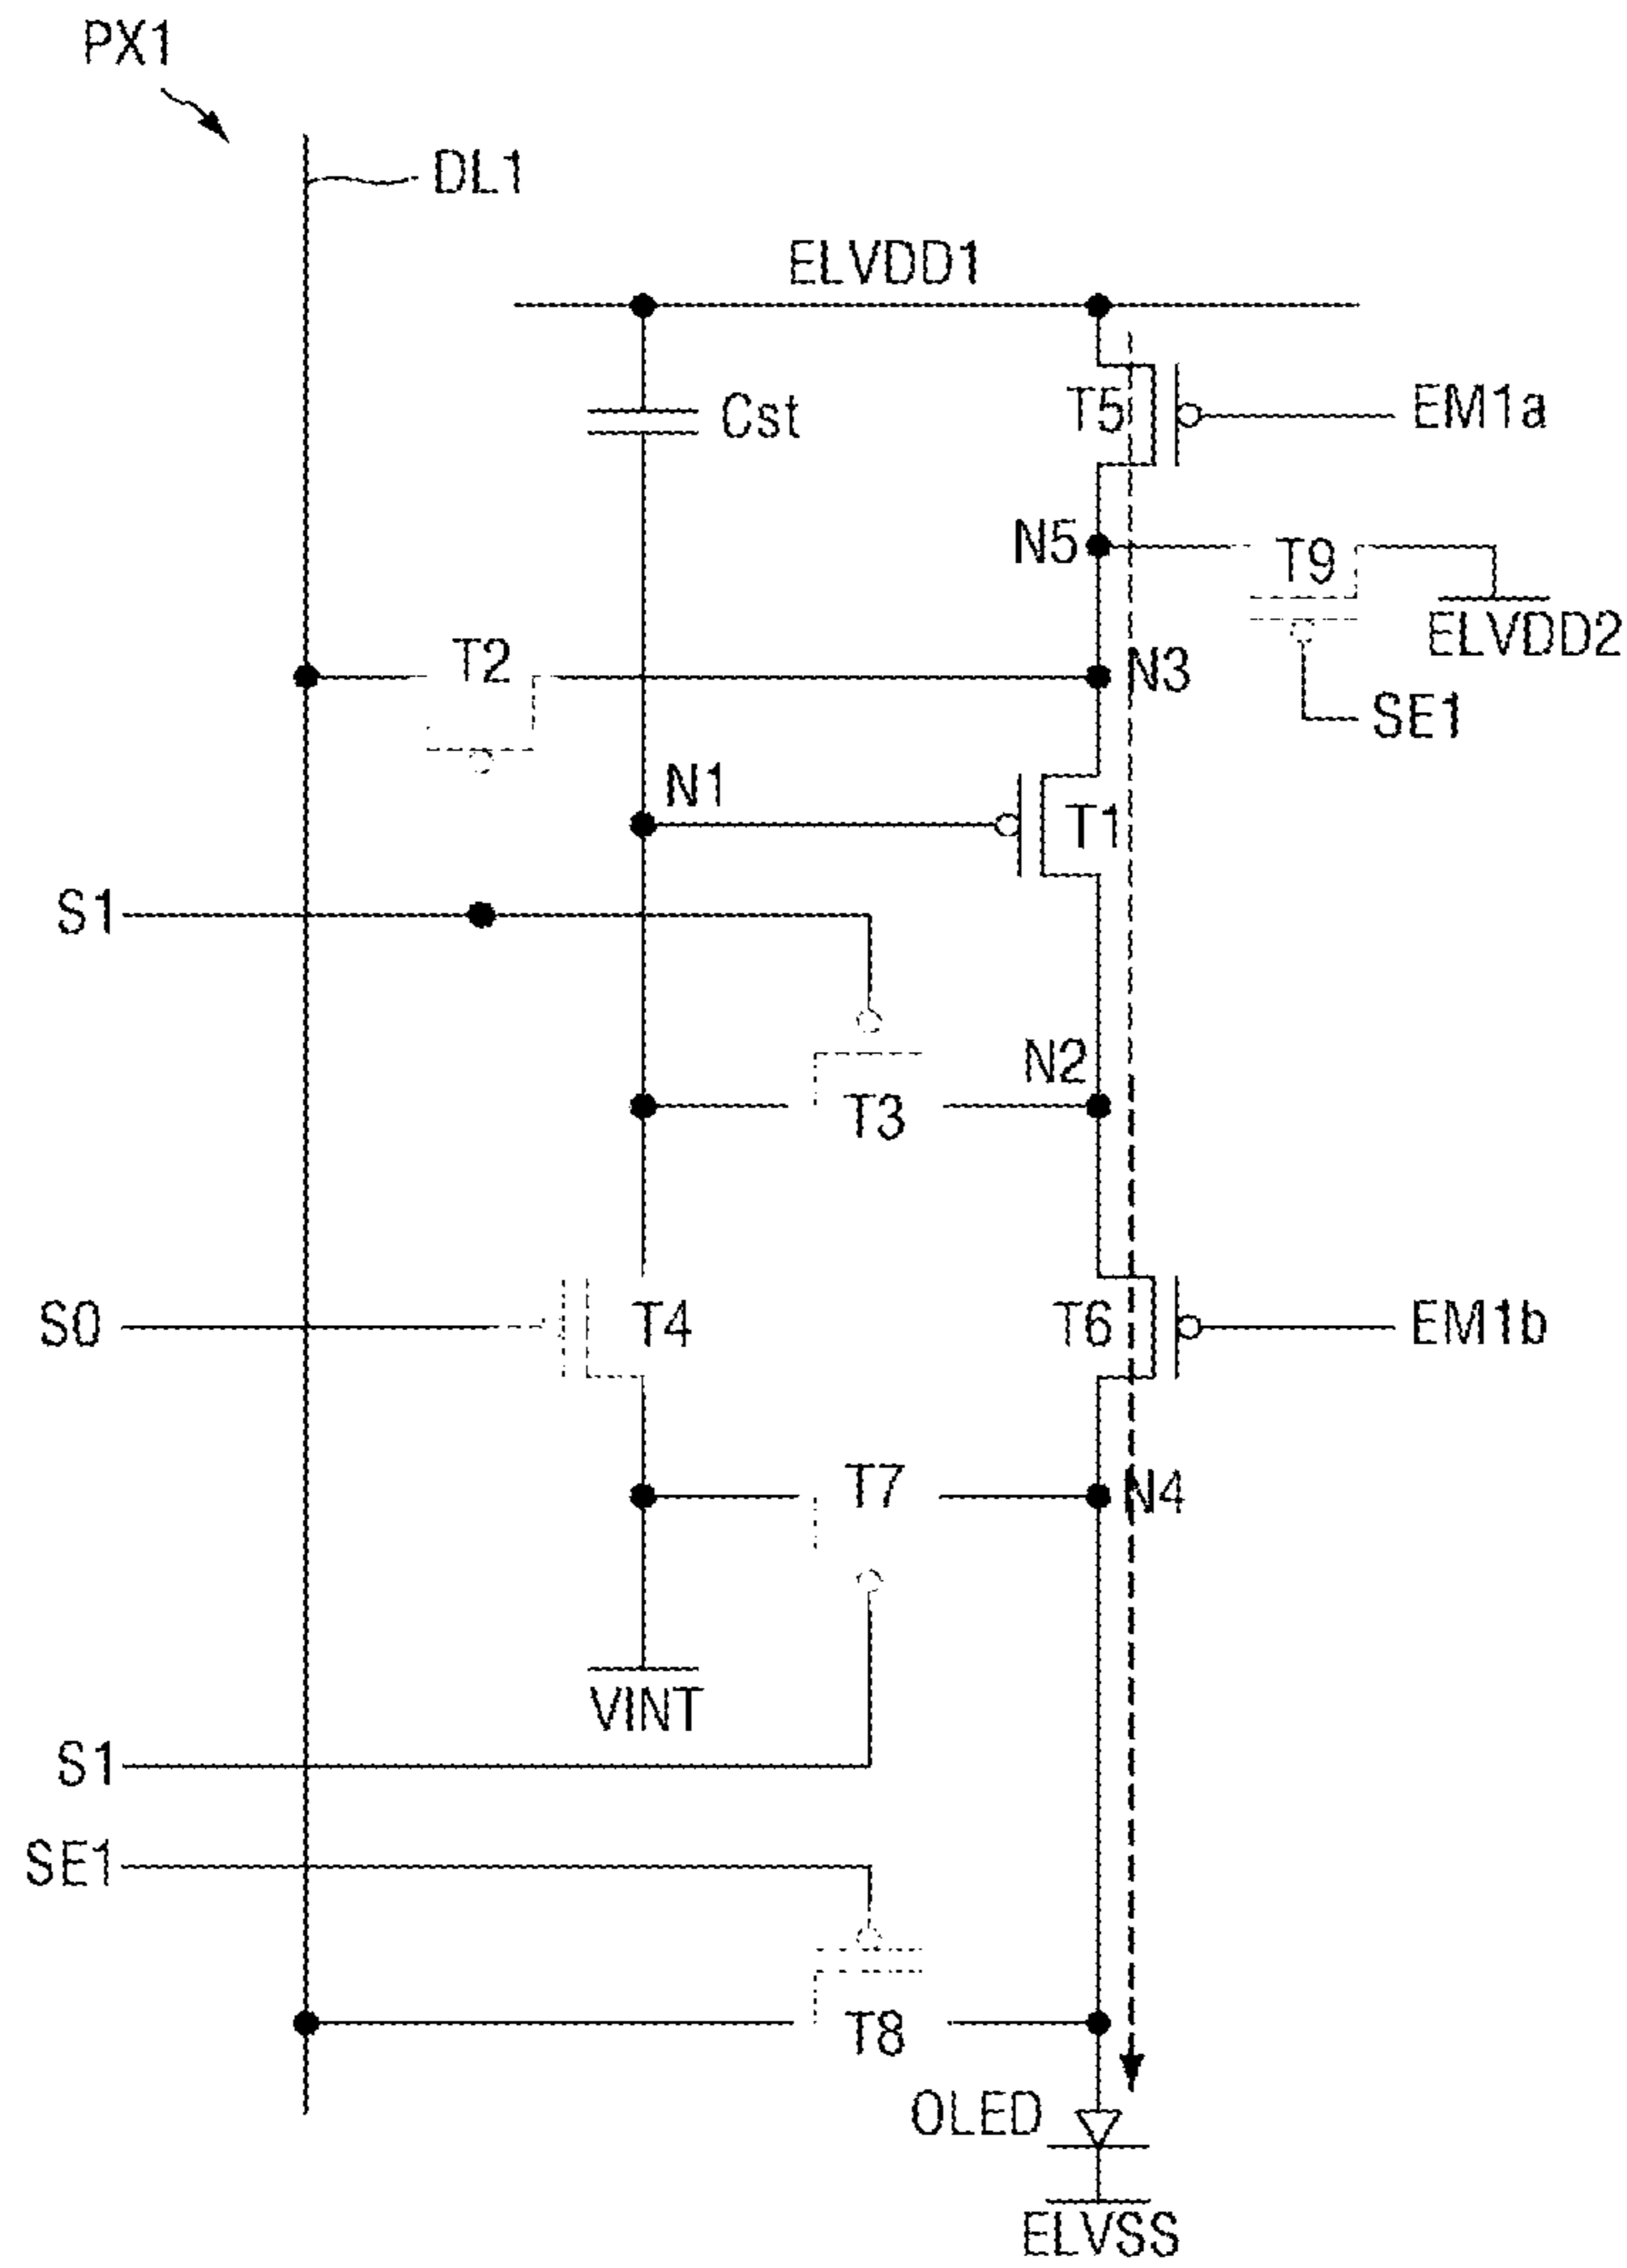 PX1
DL1
ELVDD1
Cst
T5
EM1a
N5
T9
ELVDD2
T2
N3
SE1
N1
T1
S1
N2
T3
S0
T4
T6
EM1b
T7
N4
VINT
S1
SE1
T8
OLED
ELVSS